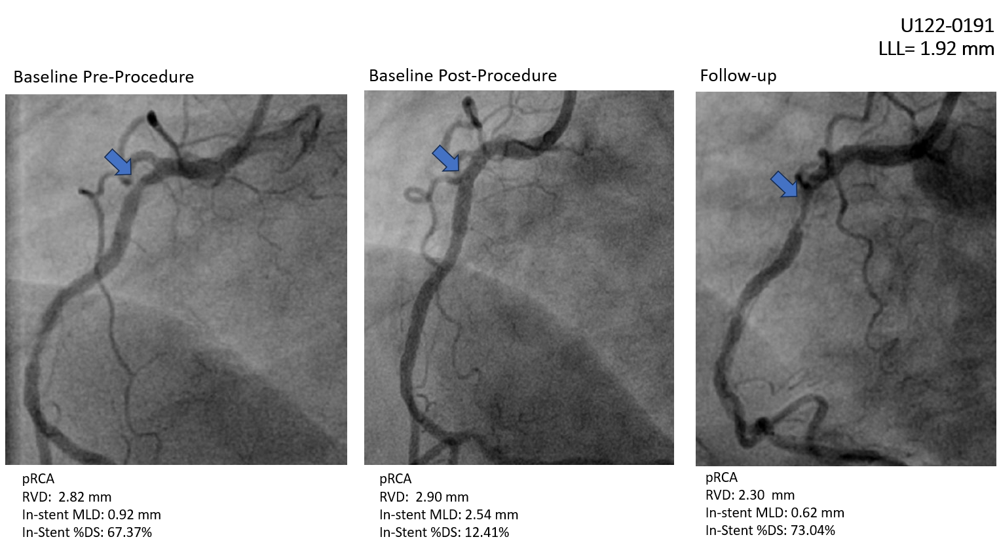 U122-0191
LLL= 1.92 mm
Baseline Pre-Procedure
Baseline Post-Procedure
Follow-up
pRCA
RVD: 2.82 mm
In-stent MLD: 0.92 mm
In-Stent %DS: 67.37%
pRCA
RVD: 2.90 mm
In-stent MLD: 2.54 mm
In-Stent %DS: 12.41%
pRCA
RVD: 2.30 mm
In-stent MLD: 0.62 mm
In-Stent %DS: 73.04%